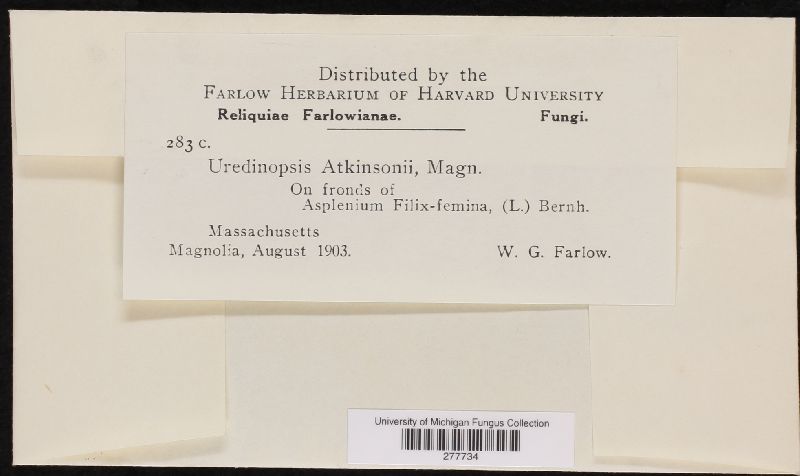 Distributed by the
Farlow Herbarium of Harvard University
Reliquiae Farlowianae. Fungi.
283 c.
Uredinopsis Atkinsonii, Magn.
On fronds of
Asplenium Filix-femina, (L.) Bernh.
Massachusetts
Magnolia, August 1903. W. G. Farlow.
University of Michigan Fungus Collection
277734